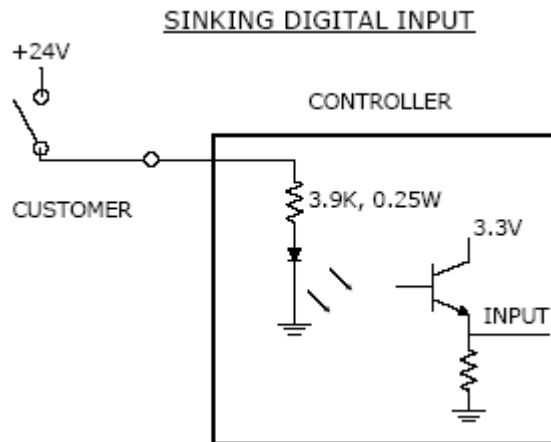 SINKING DIGITAL INPUT
+24V
CONTROLLER
CUSTOMER
3.9K, 0.25W
3.3V
INPUT